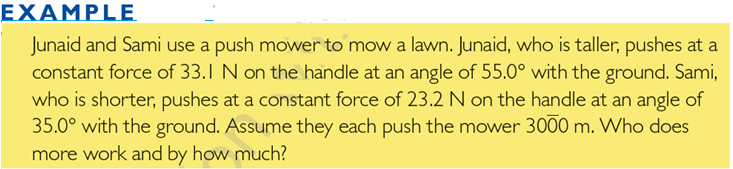 EXAMPLE
Junaid and Sami use a push mower to mow a lawn. Junaid, who is taller, pushes at a
constant force of 33.1 N on the handle at an angle of 55.0° with the ground. Sami,
who is shorter, pushes at a constant force of 23.2 N on the handle at an angle of
35.0° with the ground. Assume they each push the mower 300̅0 m. Who does
more work and by how much?